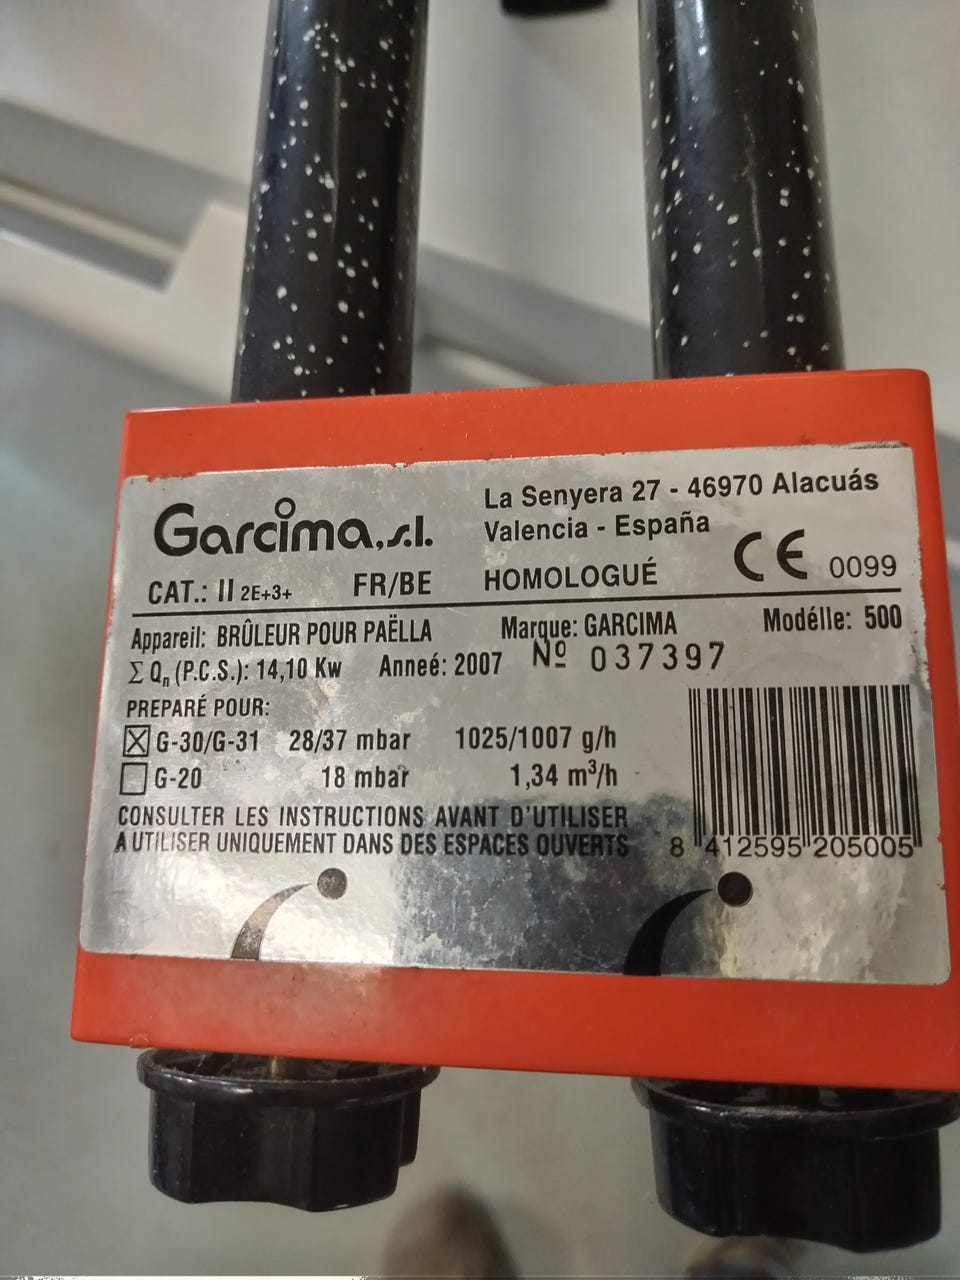 Garcima,s.l.
La Senyera 27 - 46970 Alacuás
Valencia - España
CAT.: II 2E+3+ FR/BE HOMOLOGUÉ CE 0099
Appareil: BRÛLEUR POUR PAËLLA Marque: GARCIMA Modélle: 500
∑ Qn (P.C.S.): 14,10 Kw Anneé: 2007 Nº 037397
PREPARÉ POUR:
☒ G-30/G-31 28/37 mbar 1025/1007 g/h
☐ G-20 18 mbar 1,34 m³/h
CONSULTER LES INSTRUCTIONS AVANT D'UTILISER
A UTILISER UNIQUEMENT DANS DES ESPACES OUVERTS
8 412595 205005